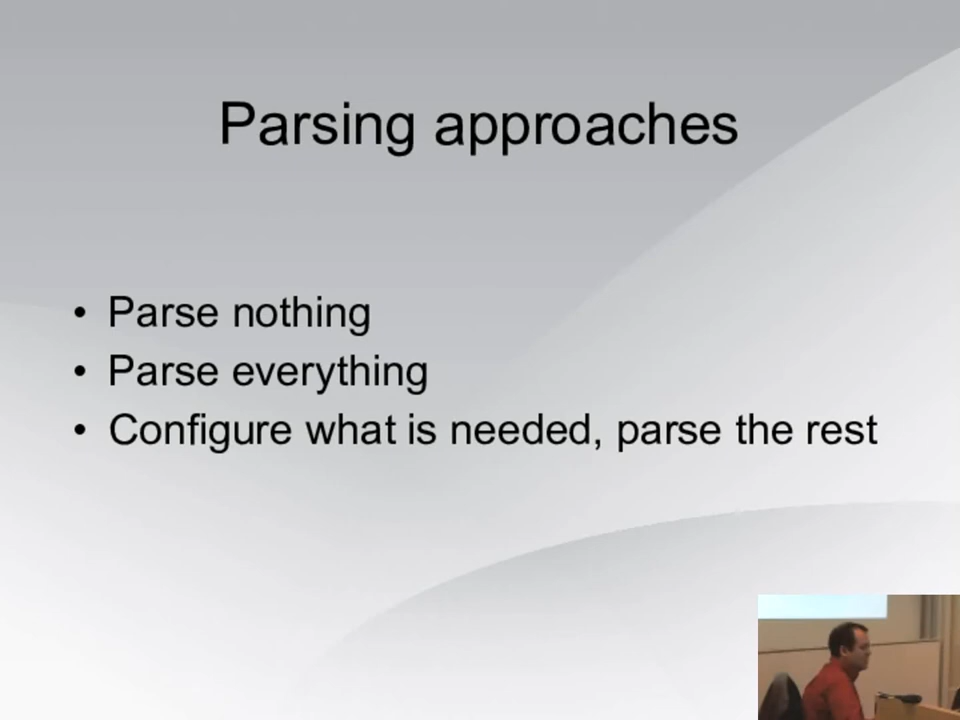 Parsing approaches
• Parse nothing
• Parse everything
• Configure what is needed, parse the rest